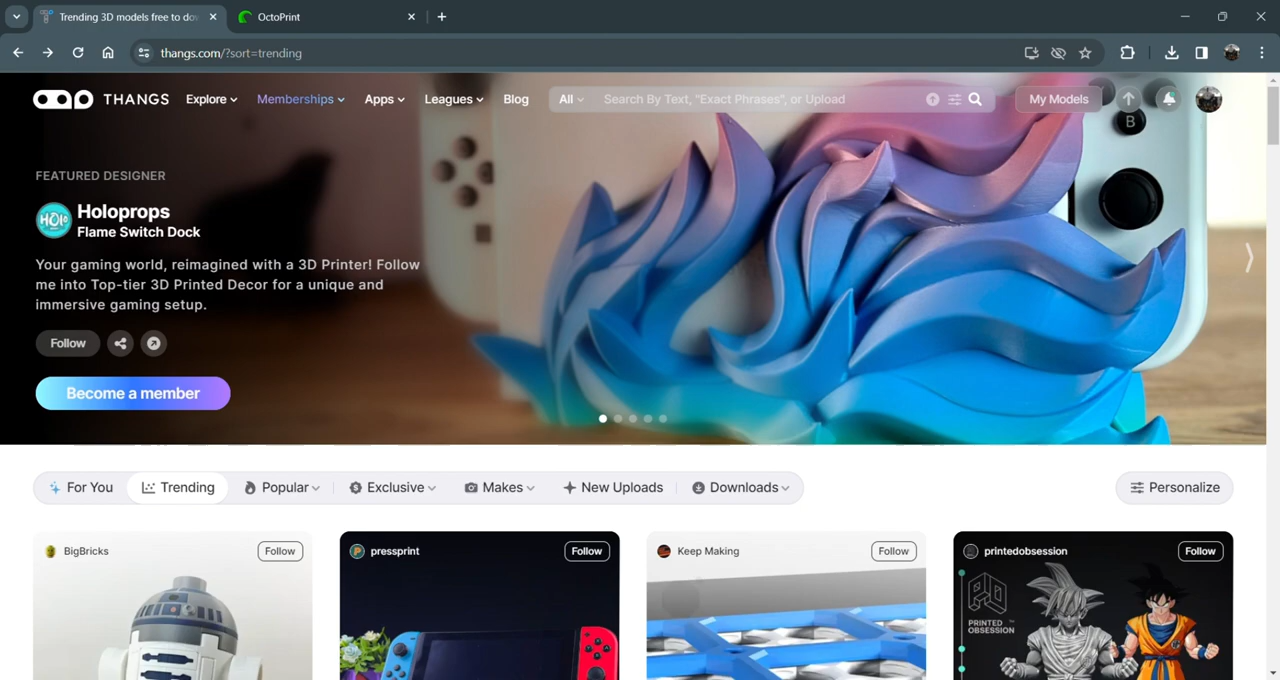 Trending 3D models free to do
OctoPrint
thangs.com/?sort=trending
THANGS
Explore
Memberships
Apps
Leagues
Blog
All
Search By Text, "Exact Phrases", or Upload
My Models
B
FEATURED DESIGNER
HOLO
Holoprops
Flame Switch Dock
Your gaming world, reimagined with a 3D Printer! Follow
me into Top-tier 3D Printed Decor for a unique and
immersive gaming setup.
Follow
Become a member
For You
Trending
Popular
Exclusive
Makes
New Uploads
Downloads
Personalize
BigBricks
Follow
pressprint
Follow
Keep Making
Follow
printedobsession
Follow
PRINTED
OBSESSION